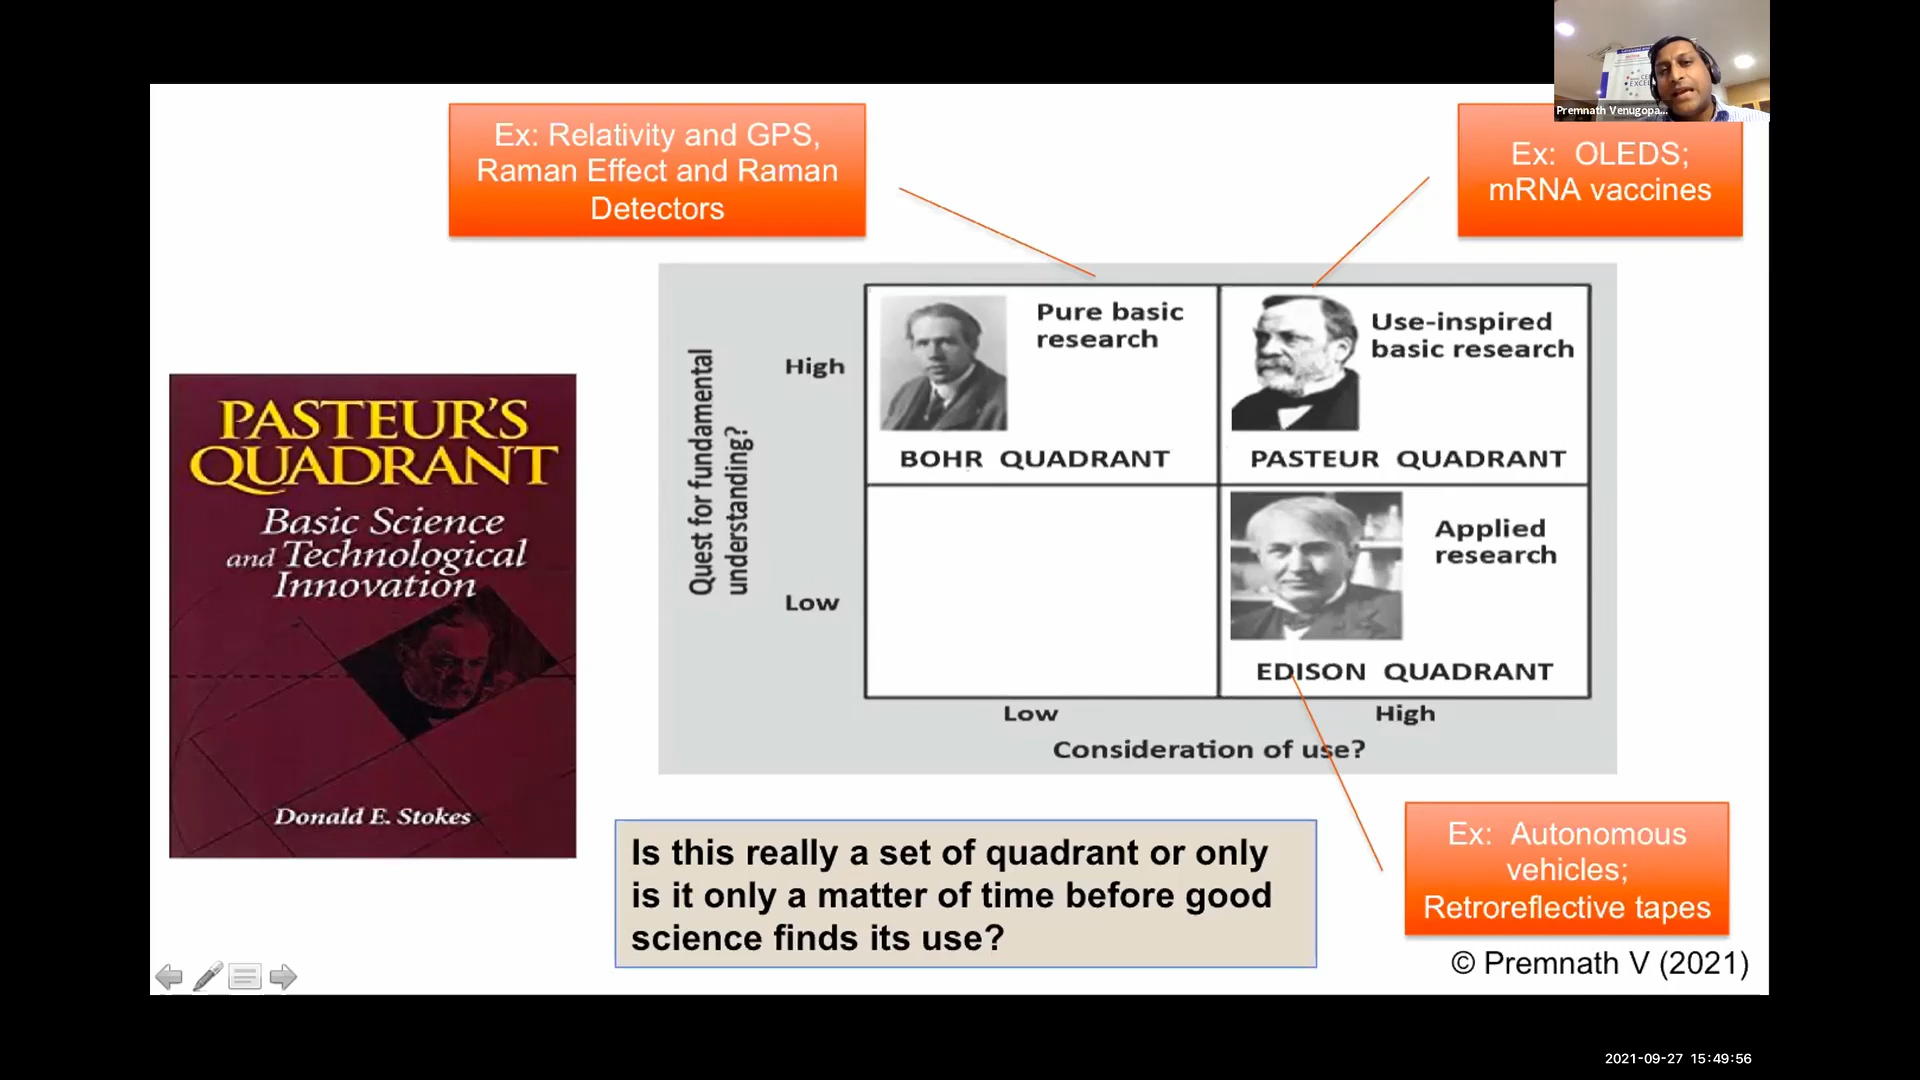 Premnath Venugopa...
Ex: Relativity and GPS,
Raman Effect and Raman
Detectors
Ex: OLEDS;
mRNA vaccines
PASTEUR'S
QUADRANT
Basic Science
and Technological
Innovation
Donald E. Stokes
Quest for fundamental
understanding?
High
Low
Pure basic
research
BOHR QUADRANT
Use-inspired
basic research
PASTEUR QUADRANT
Applied
research
EDISON QUADRANT
Low
High
Consideration of use?
Is this really a set of quadrant or only
is it only a matter of time before good
science finds its use?
Ex: Autonomous
vehicles;
Retroreflective tapes
© Premnath V (2021)
2021-09-27 15:49:56